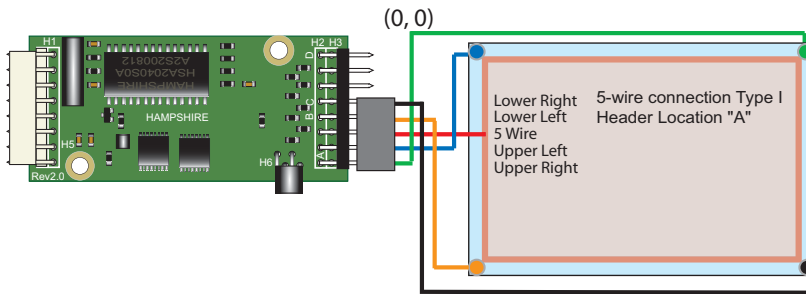 (0, 0)
H1
H2 H3
D
HAMPSHIRE
HSA204S0A
A2S200812
C
B
HAMPSHIRE
A
H5
H6
Rev2.0
Lower Right
Lower Left
5 Wire
Upper Left
Upper Right
5-wire connection Type I
Header Location "A"